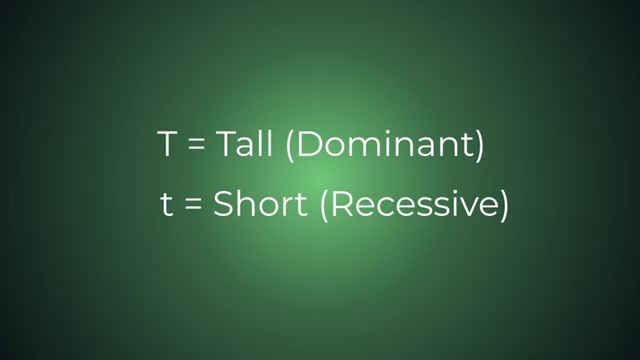 T = Tall (Dominant)
t = Short (Recessive)